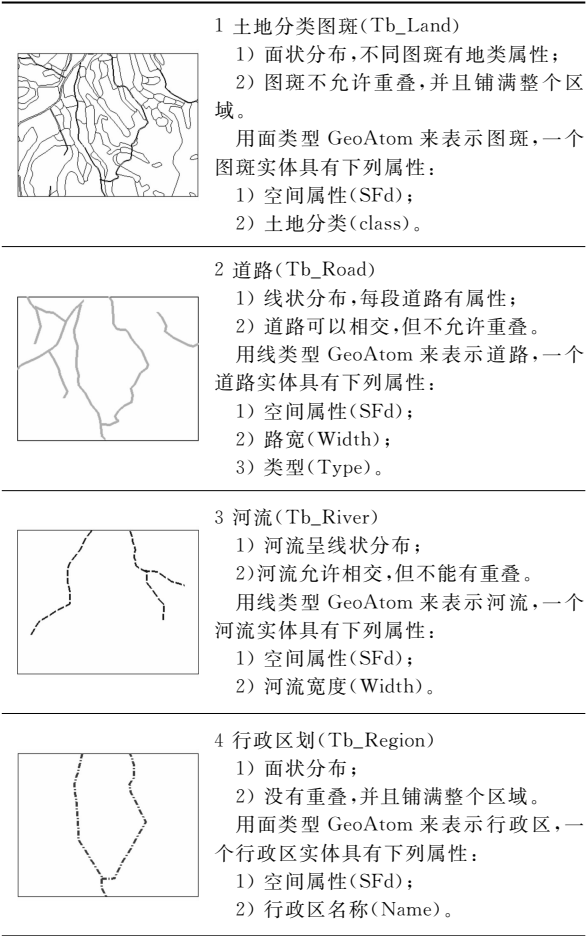 1 土地分类图斑(Tb_Land)
1) 面状分布,不同图斑有地类属性;
2) 图斑不允许重叠,并且铺满整个区
域。
用面类型 GeoAtom 来表示图斑,一个
图斑实体具有下列属性:
1) 空间属性(SFd);
2) 土地分类(class)。
2 道路(Tb_Road)
1) 线状分布,每段道路有属性;
2) 道路可以相交,但不允许重叠。
用线类型 GeoAtom 来表示道路,一个
道路实体具有下列属性:
1) 空间属性(SFd);
2) 路宽(Width);
3) 类型(Type)。
3 河流(Tb_River)
1) 河流呈线状分布;
2)河流允许相交,但不能有重叠。
用线类型 GeoAtom 来表示河流,一个
河流实体具有下列属性:
1) 空间属性(SFd);
2) 河流宽度(Width)。
4 行政区划(Tb_Region)
1) 面状分布;
2) 没有重叠,并且铺满整个区域。
用面类型 GeoAtom 来表示行政区,一
个行政区实体具有下列属性:
1) 空间属性(SFd);
2) 行政区名称(Name)。